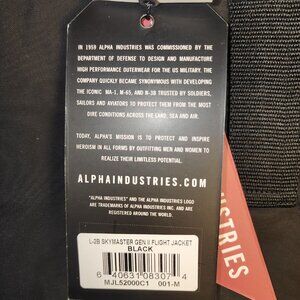 IN 1959 ALPHA INDUSTRIES WAS COMMISSIONED BY THE
DEPARTMENT OF DEFENSE TO DESIGN AND MANUFACTURE
HIGH PERFORMANCE OUTERWEAR FOR THE US MILITARY. THE
COMPANY QUICKLY BECAME SYNONYMOUS WITH DEVELOPING
THE ICONIC MA-1, M-65, AND N-3B TRUSTED BY SOLDIERS,
SAILORS AND AVIATORS TO PROTECT THEM FROM THE MOST
DIRE CONDITIONS ACROSS THE LAND, SEA AND AIR.
TODAY, ALPHA'S MISSION IS TO PROTECT AND INSPIRE
HEROISM IN ALL FORMS BY OUTFITTING MEN AND WOMEN TO
REALIZE THEIR LIMITLESS POTENTIAL.
ALPHAINDUSTRIES.COM
"ALPHA INDUSTRIES" AND THE ALPHA INDUSTRIES LOGO
ARE TRADEMARKS OF ALPHA INDUSTRIES INC. AND ARE
REGISTERED AROUND THE WORLD.
L-2B SKYMASTER GEN II FLIGHT JACKET
BLACK
6 40631 08307 4
MJL52000C1 001-M
USTRIES